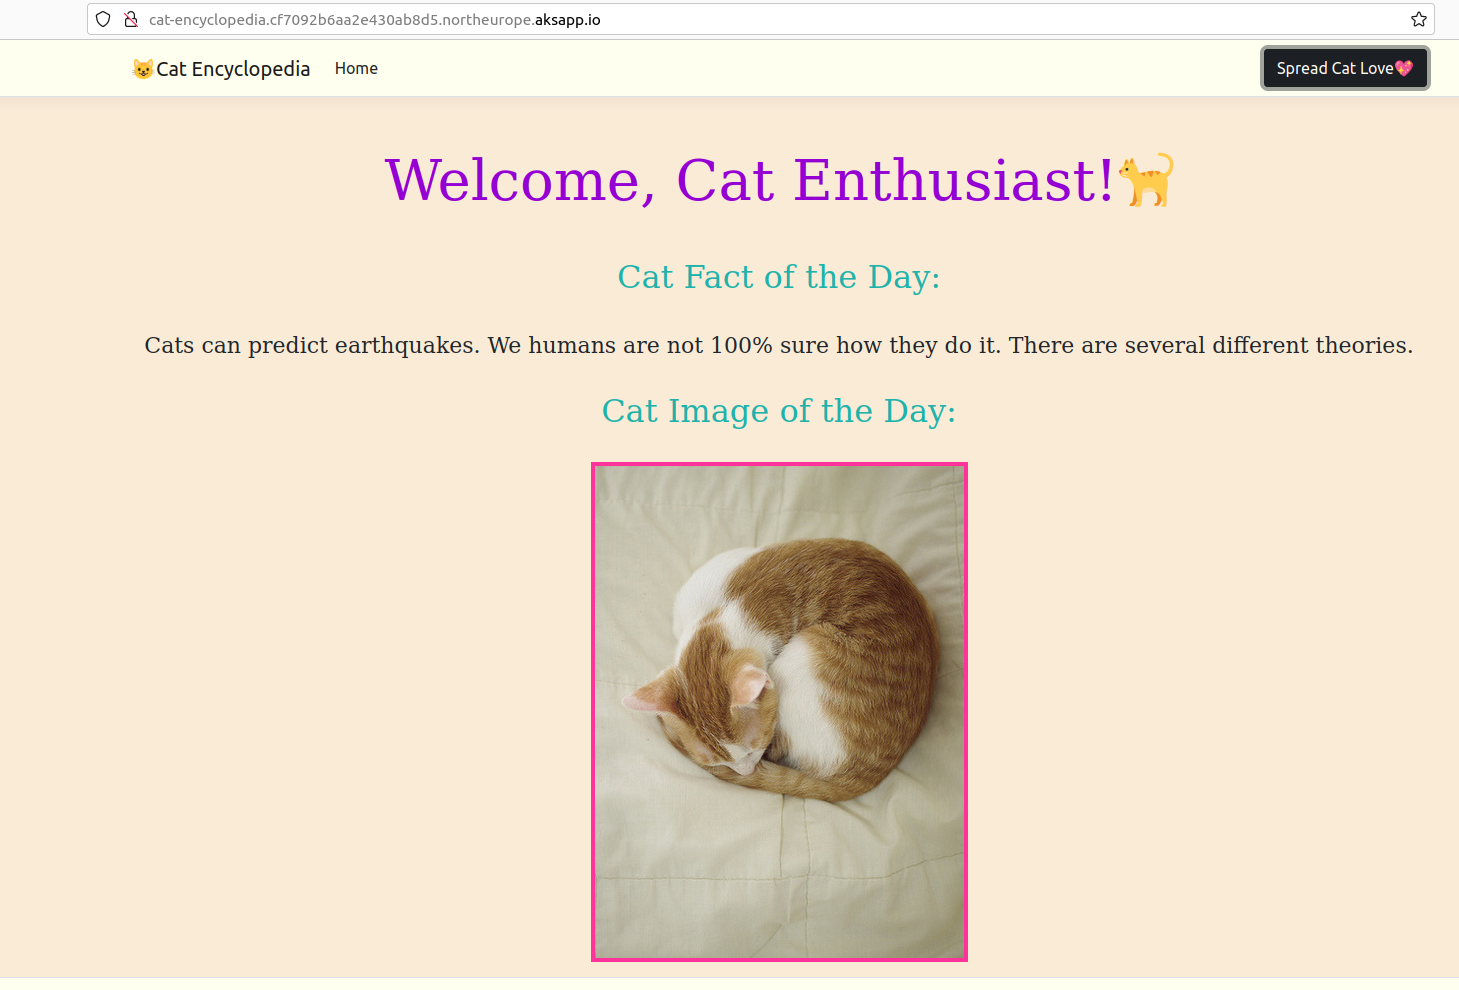 cat-encyclopedia.cf7092b6aa2e430ab8d5.northeurope.aksapp.io
😺Cat Encyclopedia Home Spread Cat Love💖
Welcome, Cat Enthusiast!🐈
Cat Fact of the Day:
Cats can predict earthquakes. We humans are not 100% sure how they do it. There are several different theories.
Cat Image of the Day: